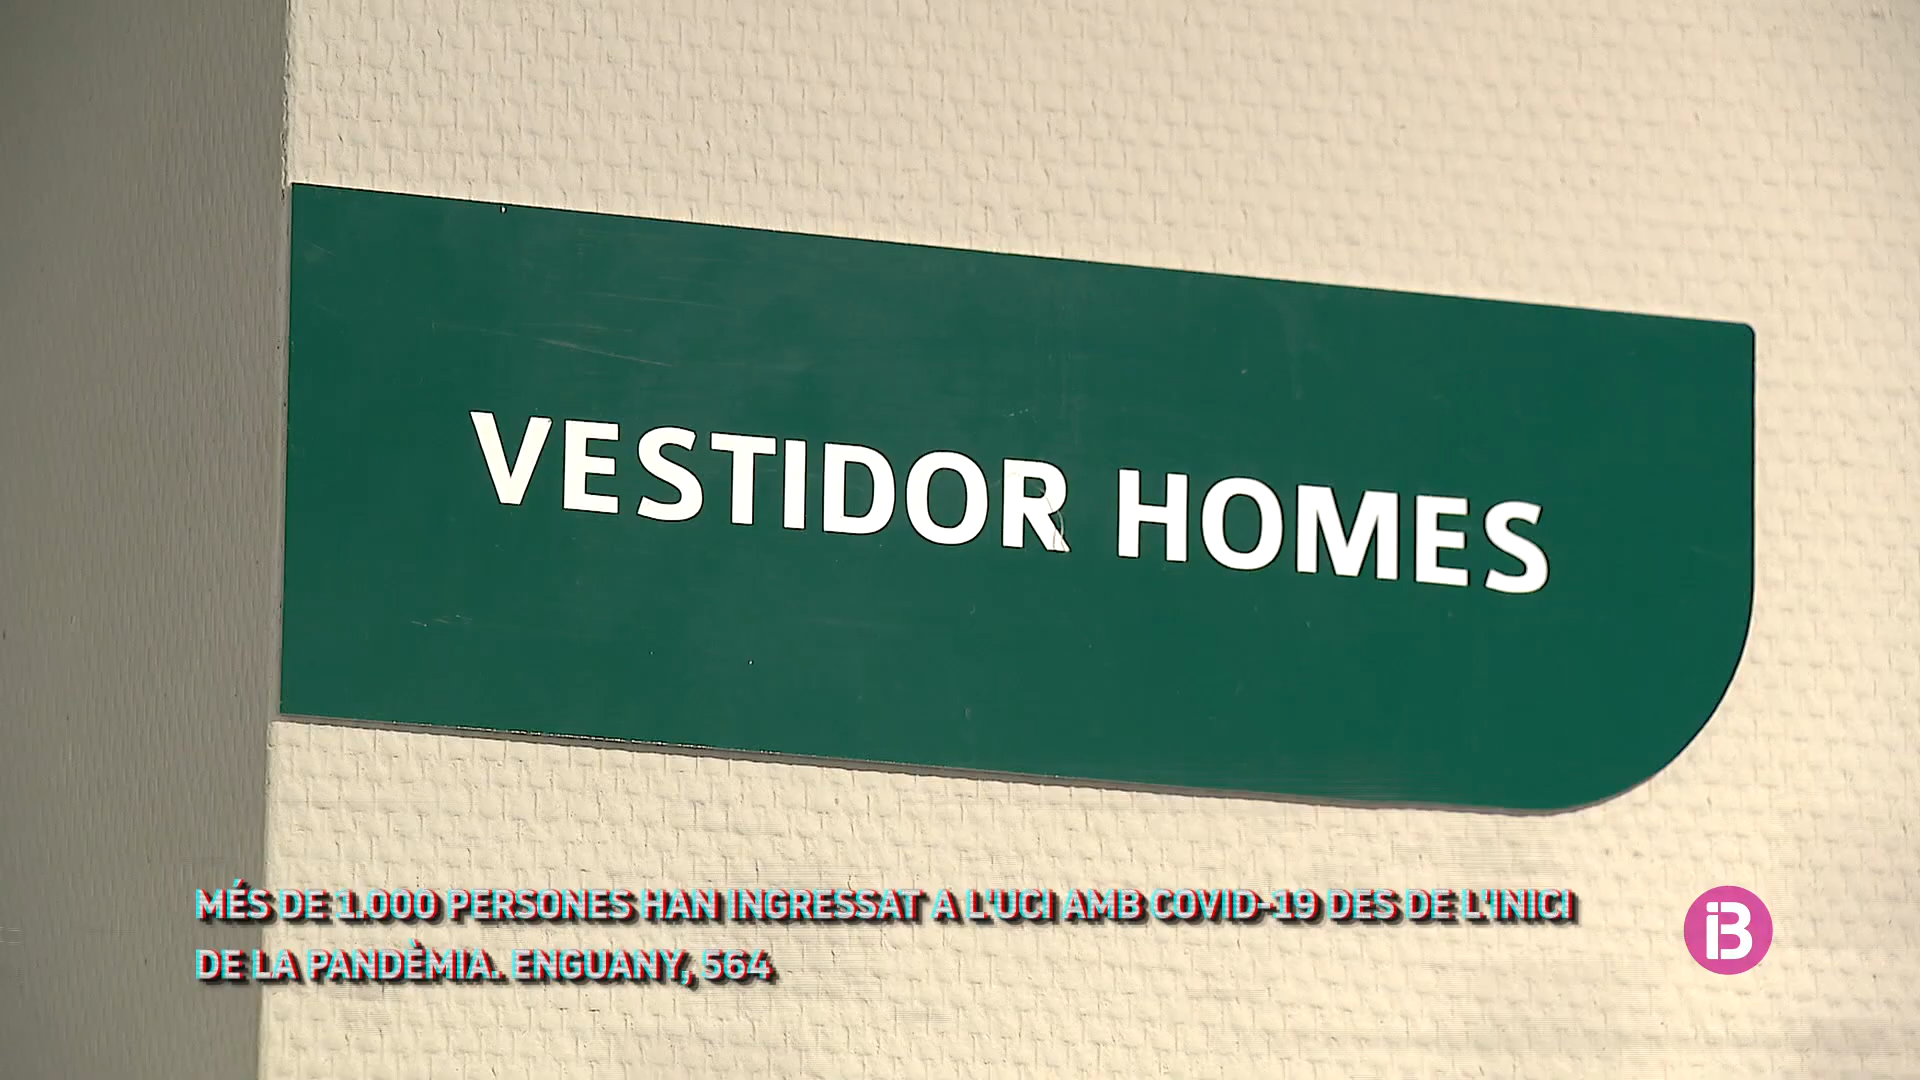 VESTIDOR HOMES
MÉS DE 1.000 PERSONES HAN INGRESSAT A L'UCI AMB COVID-19 DES DE L'INICI
DE LA PANDÈMIA. ENGUANY, 564
IB